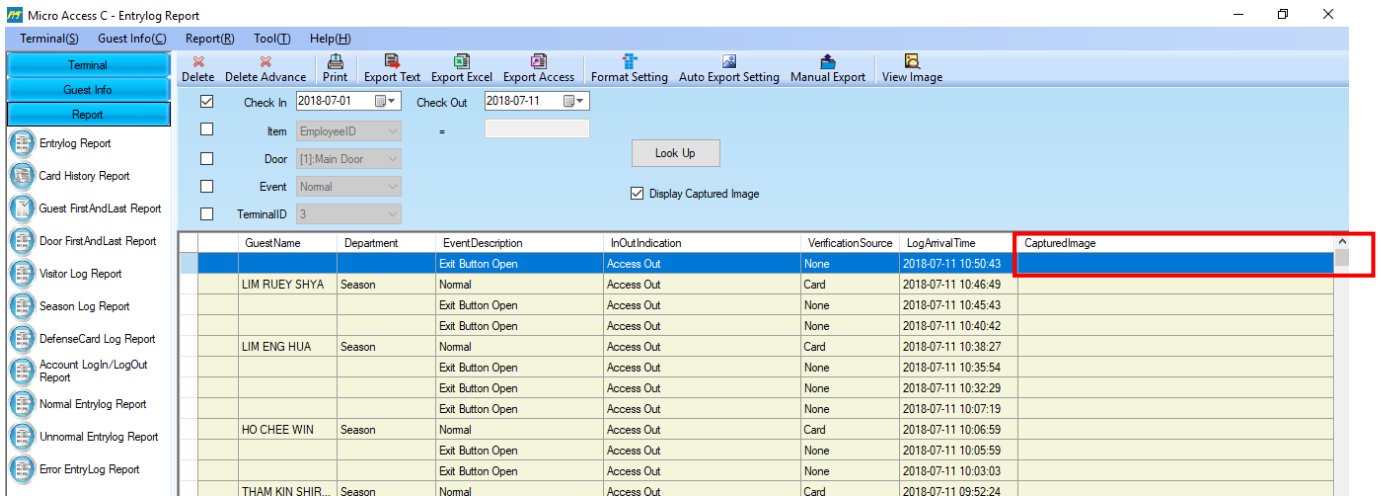 Micro Access C - Entrylog Report
Terminal(S) Guest Info(C) Report(R) Tool(T) Help(H)
Terminal
Guest Info
Report
Entrylog Report
Card History Report
Guest FirstAndLast Report
Door FirstAndLast Report
Visitor Log Report
Season Log Report
DefenseCard Log Report
Account LogIn/LogOut
Report
Normal Entrylog Report
Unnormal Entrylog Report
Error EntryLog Report
Delete Delete Advance Print Export Text Export Excel Export Access Format Setting Auto Export Setting Manual Export View Image
Check In 2018-07-01 Check Out 2018-07-11
Item EmployeeID =
Door [1]:Main Door
Look Up
Event Normal
Display Captured Image
TerminalID 3
GuestName Department EventDescription InOutIndication VerificationSource LogArrivalTime CapturedImage
Exit Button Open Access Out None 2018-07-11 10:50:43
LIM RUEY SHYA Season Normal Access Out Card 2018-07-11 10:46:49
Exit Button Open Access Out None 2018-07-11 10:45:43
Exit Button Open Access Out None 2018-07-11 10:40:42
LIM ENG HUA Season Normal Access Out Card 2018-07-11 10:38:27
Exit Button Open Access Out None 2018-07-11 10:35:54
Exit Button Open Access Out None 2018-07-11 10:32:29
Exit Button Open Access Out None 2018-07-11 10:07:19
HO CHEE WIN Season Normal Access Out Card 2018-07-11 10:06:59
Exit Button Open Access Out None 2018-07-11 10:05:59
Exit Button Open Access Out None 2018-07-11 10:03:03
THAM KIN SHIR... Season Normal Access Out Card 2018-07-11 09:52:24